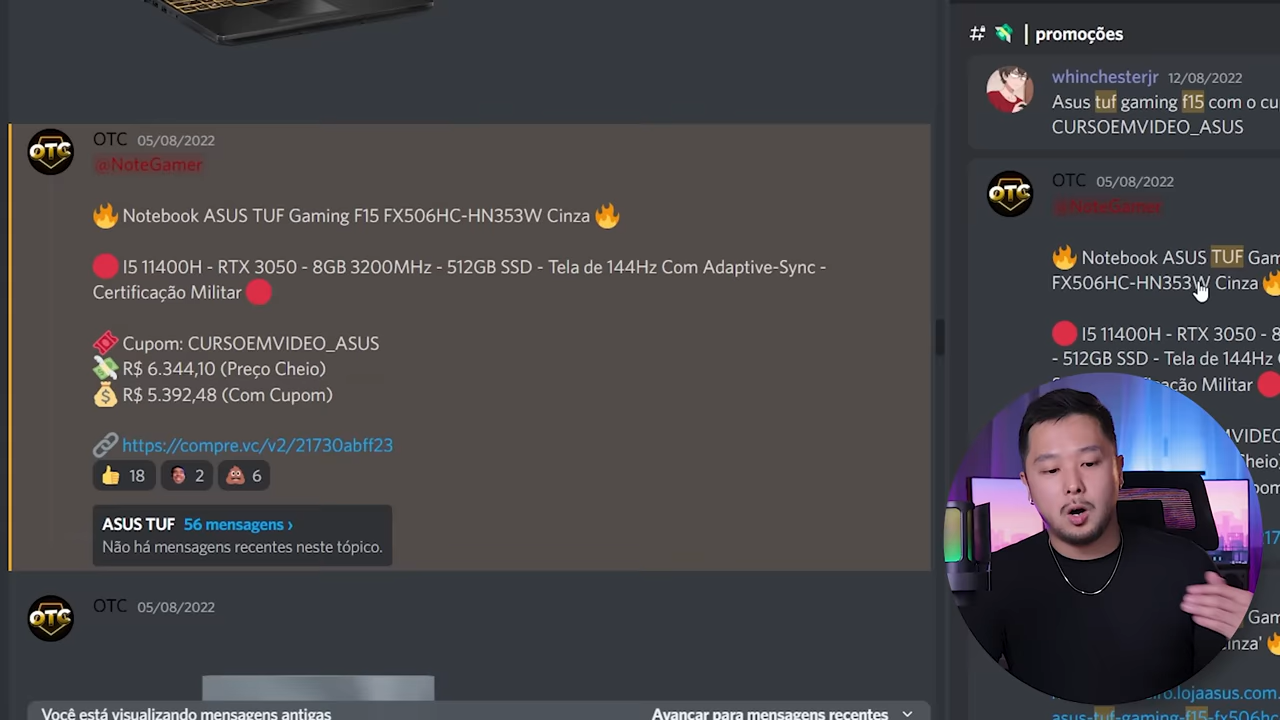 OTC 05/08/2022
@NoteGamer
Notebook ASUS TUF Gaming F15 FX506HC-HN353W Cinza
I5 11400H - RTX 3050 - 8GB 3200MHz - 512GB SSD - Tela de 144Hz Com Adaptive-Sync -
Certificação Militar
Cupom: CURSOEMVIDEO_ASUS
R$ 6.344,10 (Preço Cheio)
R$ 5.392,48 (Com Cupom)
https://compre.vc/v2/21730abff23
18 2 6
ASUS TUF 56 mensagens ›
Não há mensagens recentes neste tópico.
OTC 05/08/2022
Você está visualizando mensagens antigas
Avançar para mensagens recentes
# | promoções
whinchesterjr 12/08/2022
Asus tuf gaming f15 com o cu
CURSOEMVIDEO_ASUS
OTC 05/08/2022
@NoteGamer
Notebook ASUS TUF Gam
FX506HC-HN353W Cinza
I5 11400H - RTX 3050 - 8
- 512GB SSD - Tela de 144Hz C
cação Militar
OTC
OTC
OTC